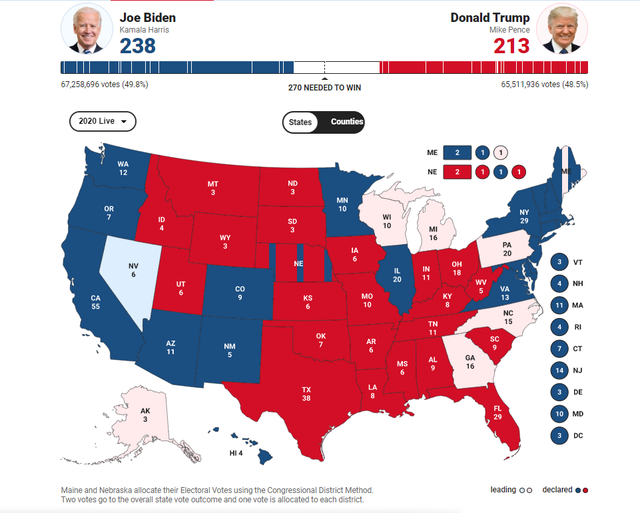 Joe Biden
Kamala Harris
238
Donald Trump
Mike Pence
213
67,258,696 votes (49.8%)
270 NEEDED TO WIN
65,511,936 votes (48.5%)
2020 Live
States
Counties
ME 2 1 1
NE 2 1 1 1
WA
12
OR
7
CA
55
NV
6
ID
4
MT
3
WY
3
UT
6
AZ
11
CO
9
NM
5
ND
3
SD
3
NE
KS
6
OK
7
TX
38
MN
10
IA
6
MO
10
AR
6
LA
8
WI
10
IL
20
MI
16
IN
11
OH
18
KY
8
TN
11
MS
6
AL
9
GA
16
FL
29
SC
9
NC
15
VA
13
WV
5
PA
20
NY
29
ME
AK
3
HI 4
3 VT
4 NH
11 MA
4 RI
7 CT
14 NJ
3 DE
10 MD
3 DC
Maine and Nebraska allocate their Electoral Votes using the Congressional District Method.
Two votes go to the overall state vote outcome and one vote is allocated to each district.
leading
declared